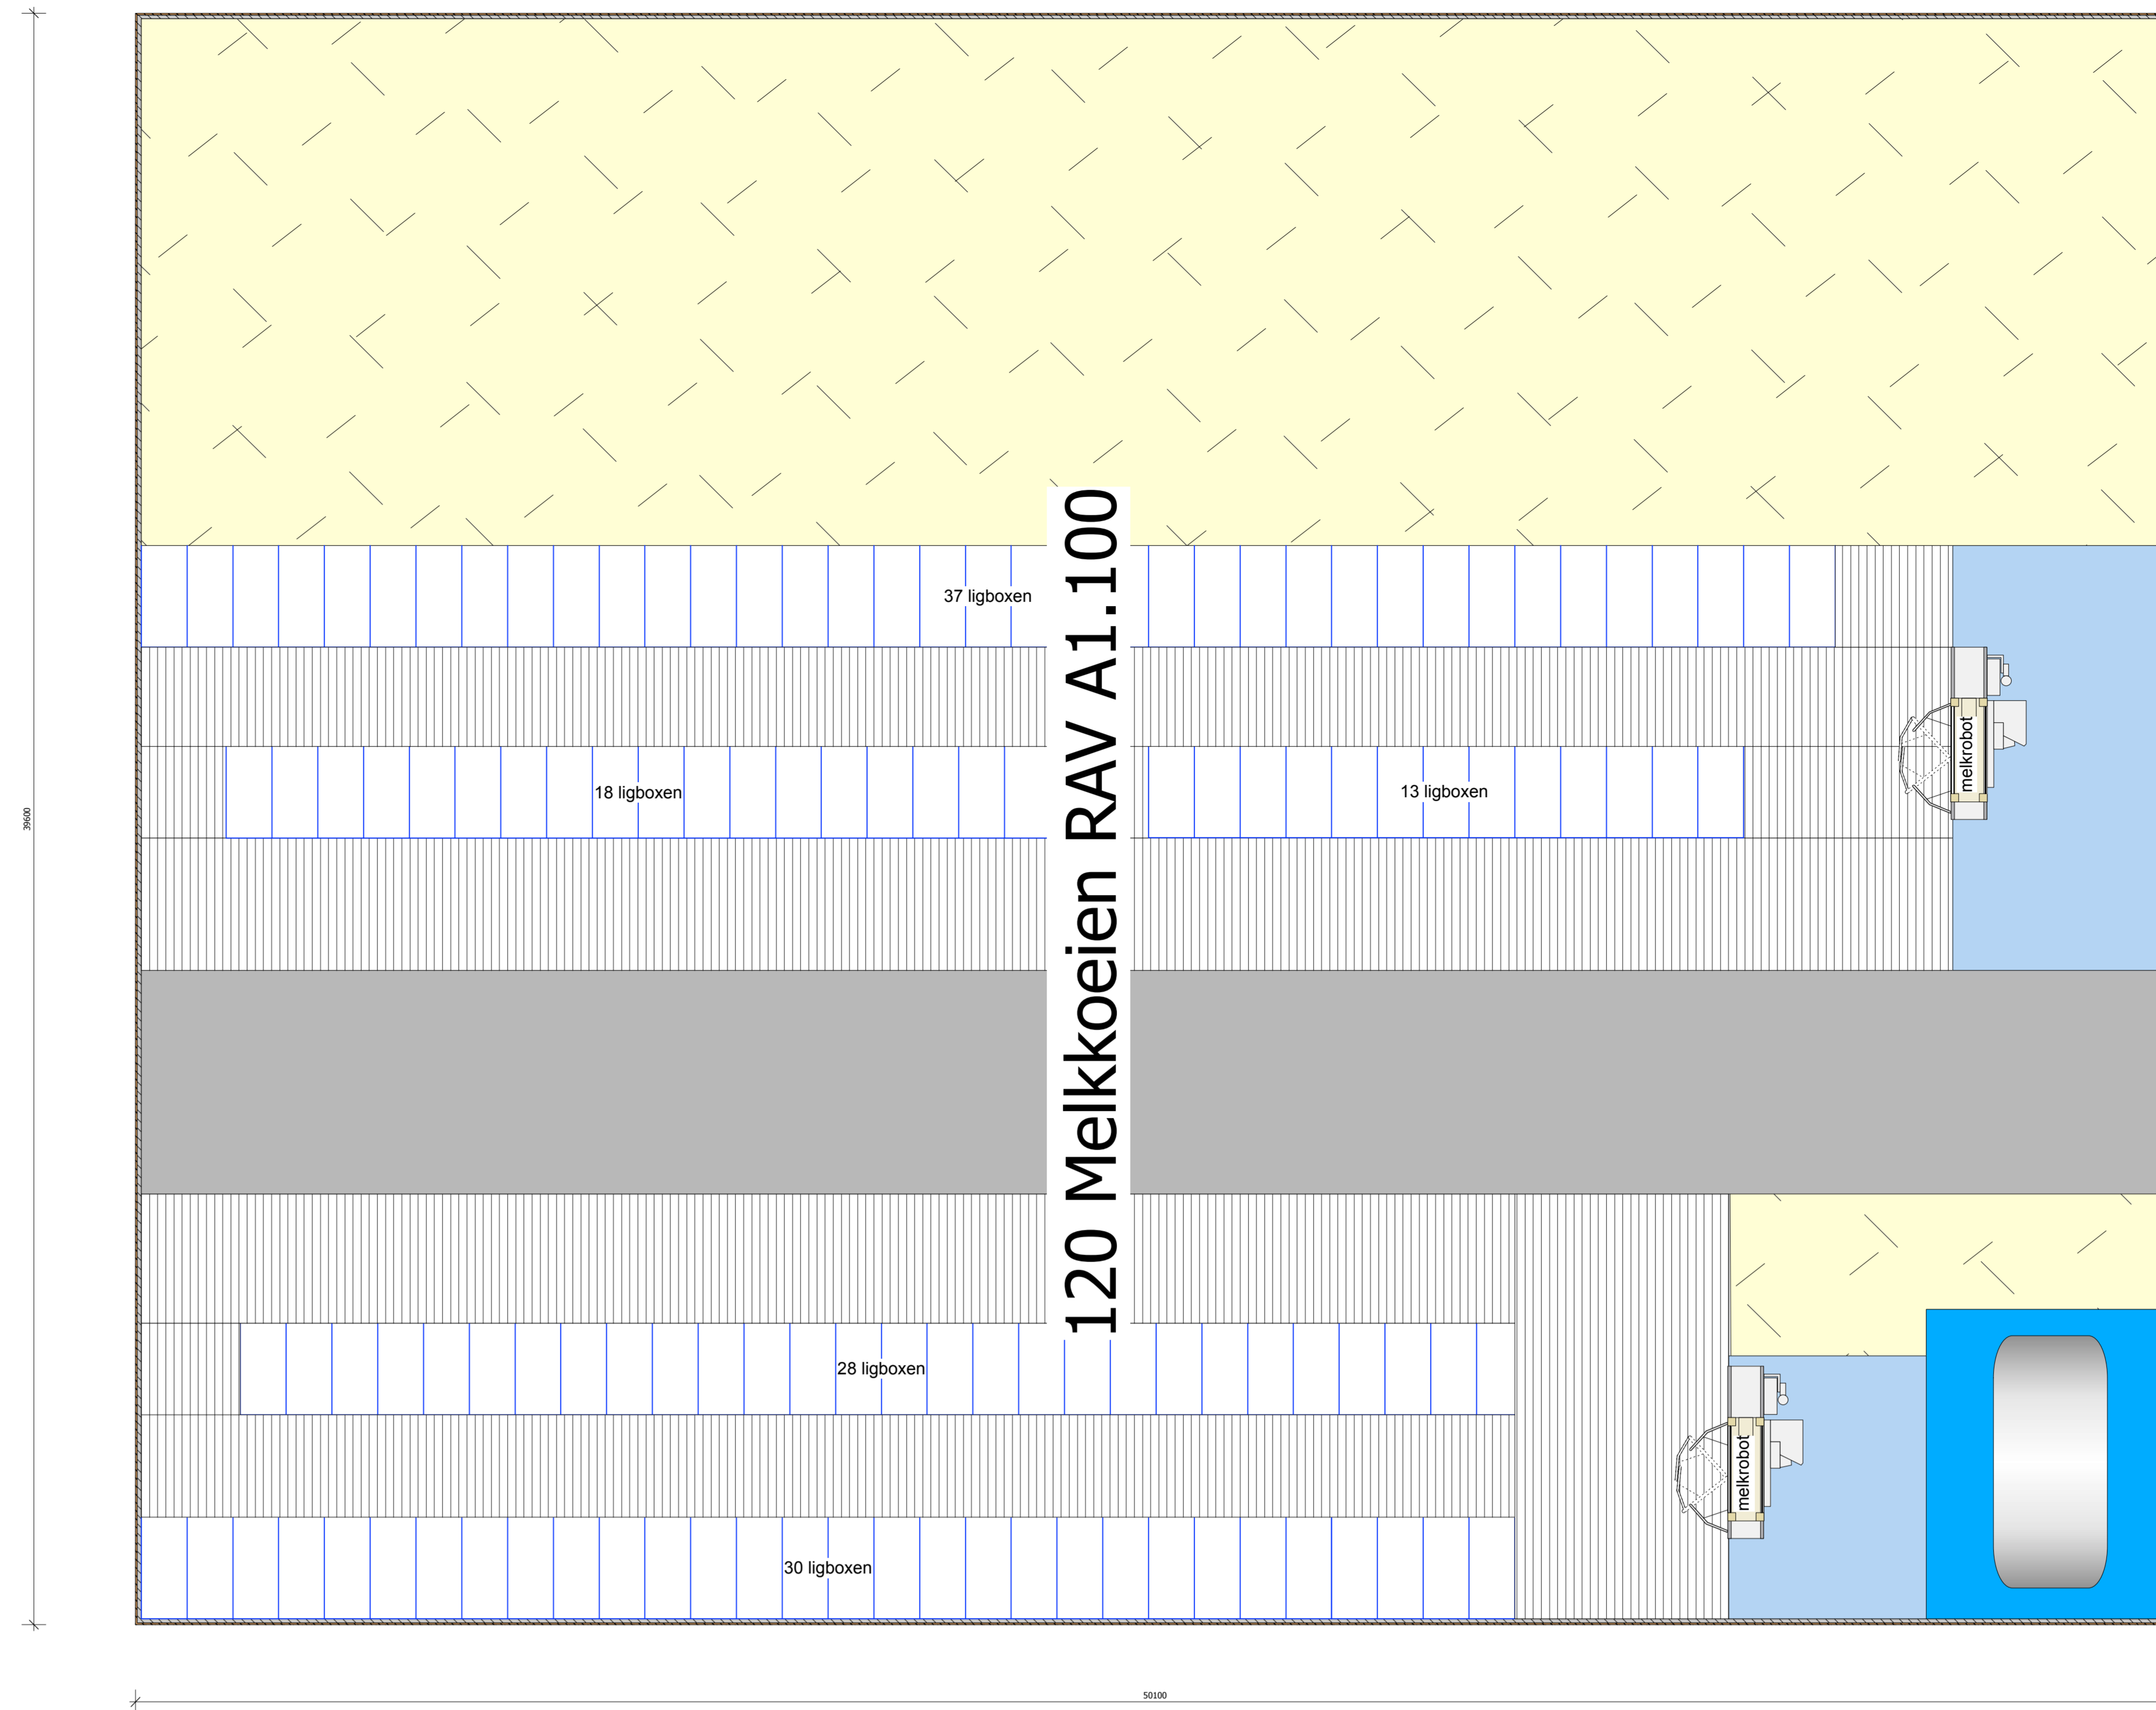 37 ligboxen
18 ligboxen
13 ligboxen
melkrobot
39600
120 Melkkoeien RAV A1.100
28 ligboxen
melkrobot
30 ligboxen
50100